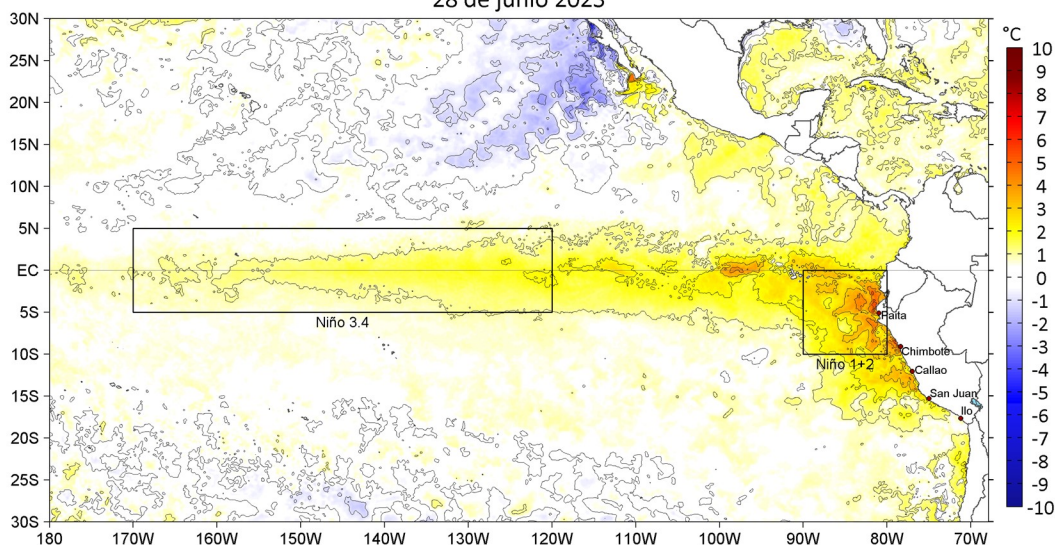 28 de junio 2023
30N
25N
20N
15N
10N
5N
EC
5S
10S
15S
20S
25S
30S
180
170W
160W
150W
140W
130W
120W
110W
100W
90W
80W
70W
Niño 3.4
Niño 1+2
Paita
Chimbote
Callao
San Juan
Ilo
°C
10
9
8
7
6
5
4
3
2
1
0
-1
-2
-3
-4
-5
-6
-7
-8
-9
-10